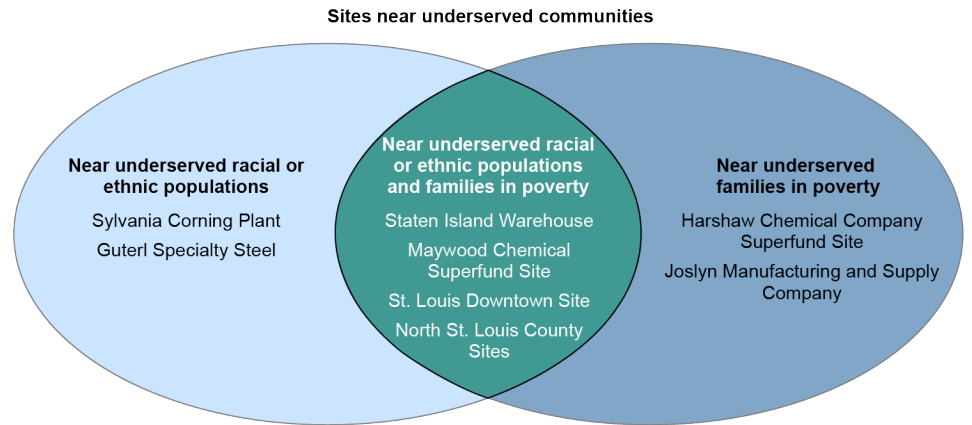 Sites near underserved communities
Near underserved racial or
ethnic populations
Sylvania Corning Plant
Guterl Specialty Steel
Near underserved racial
or ethnic populations
and families in poverty
Staten Island Warehouse
Maywood Chemical
Superfund Site
St. Louis Downtown Site
North St. Louis County
Sites
Near underserved
families in poverty
Harshaw Chemical Company
Superfund Site
Joslyn Manufacturing and Supply
Company